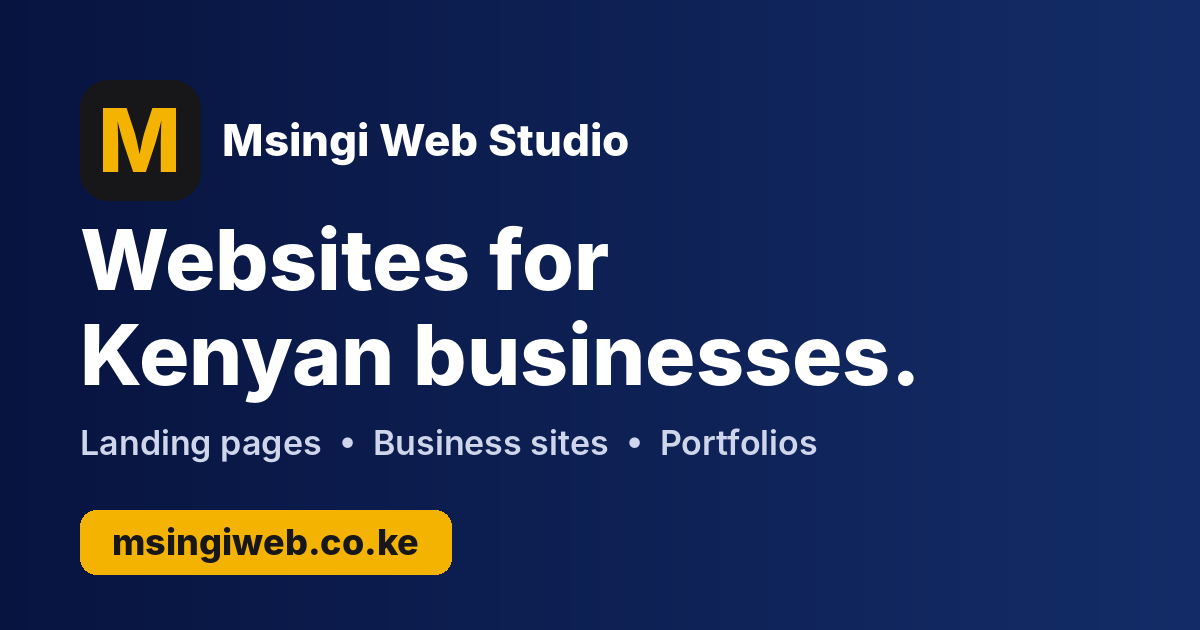 M
Msingi Web Studio
Websites for
Kenyan businesses.
Landing pages • Business sites • Portfolios
msingiweb.co.ke